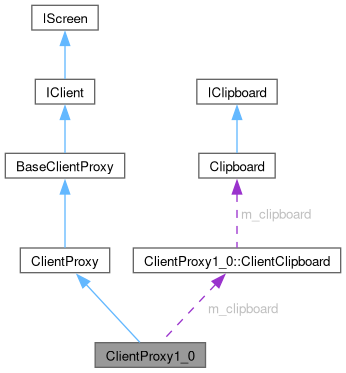 IScreen
IClient
IClipboard
BaseClientProxy
Clipboard
m_clipboard
ClientProxy
ClientProxy1_0::ClientClipboard
m_clipboard
ClientProxy1_0